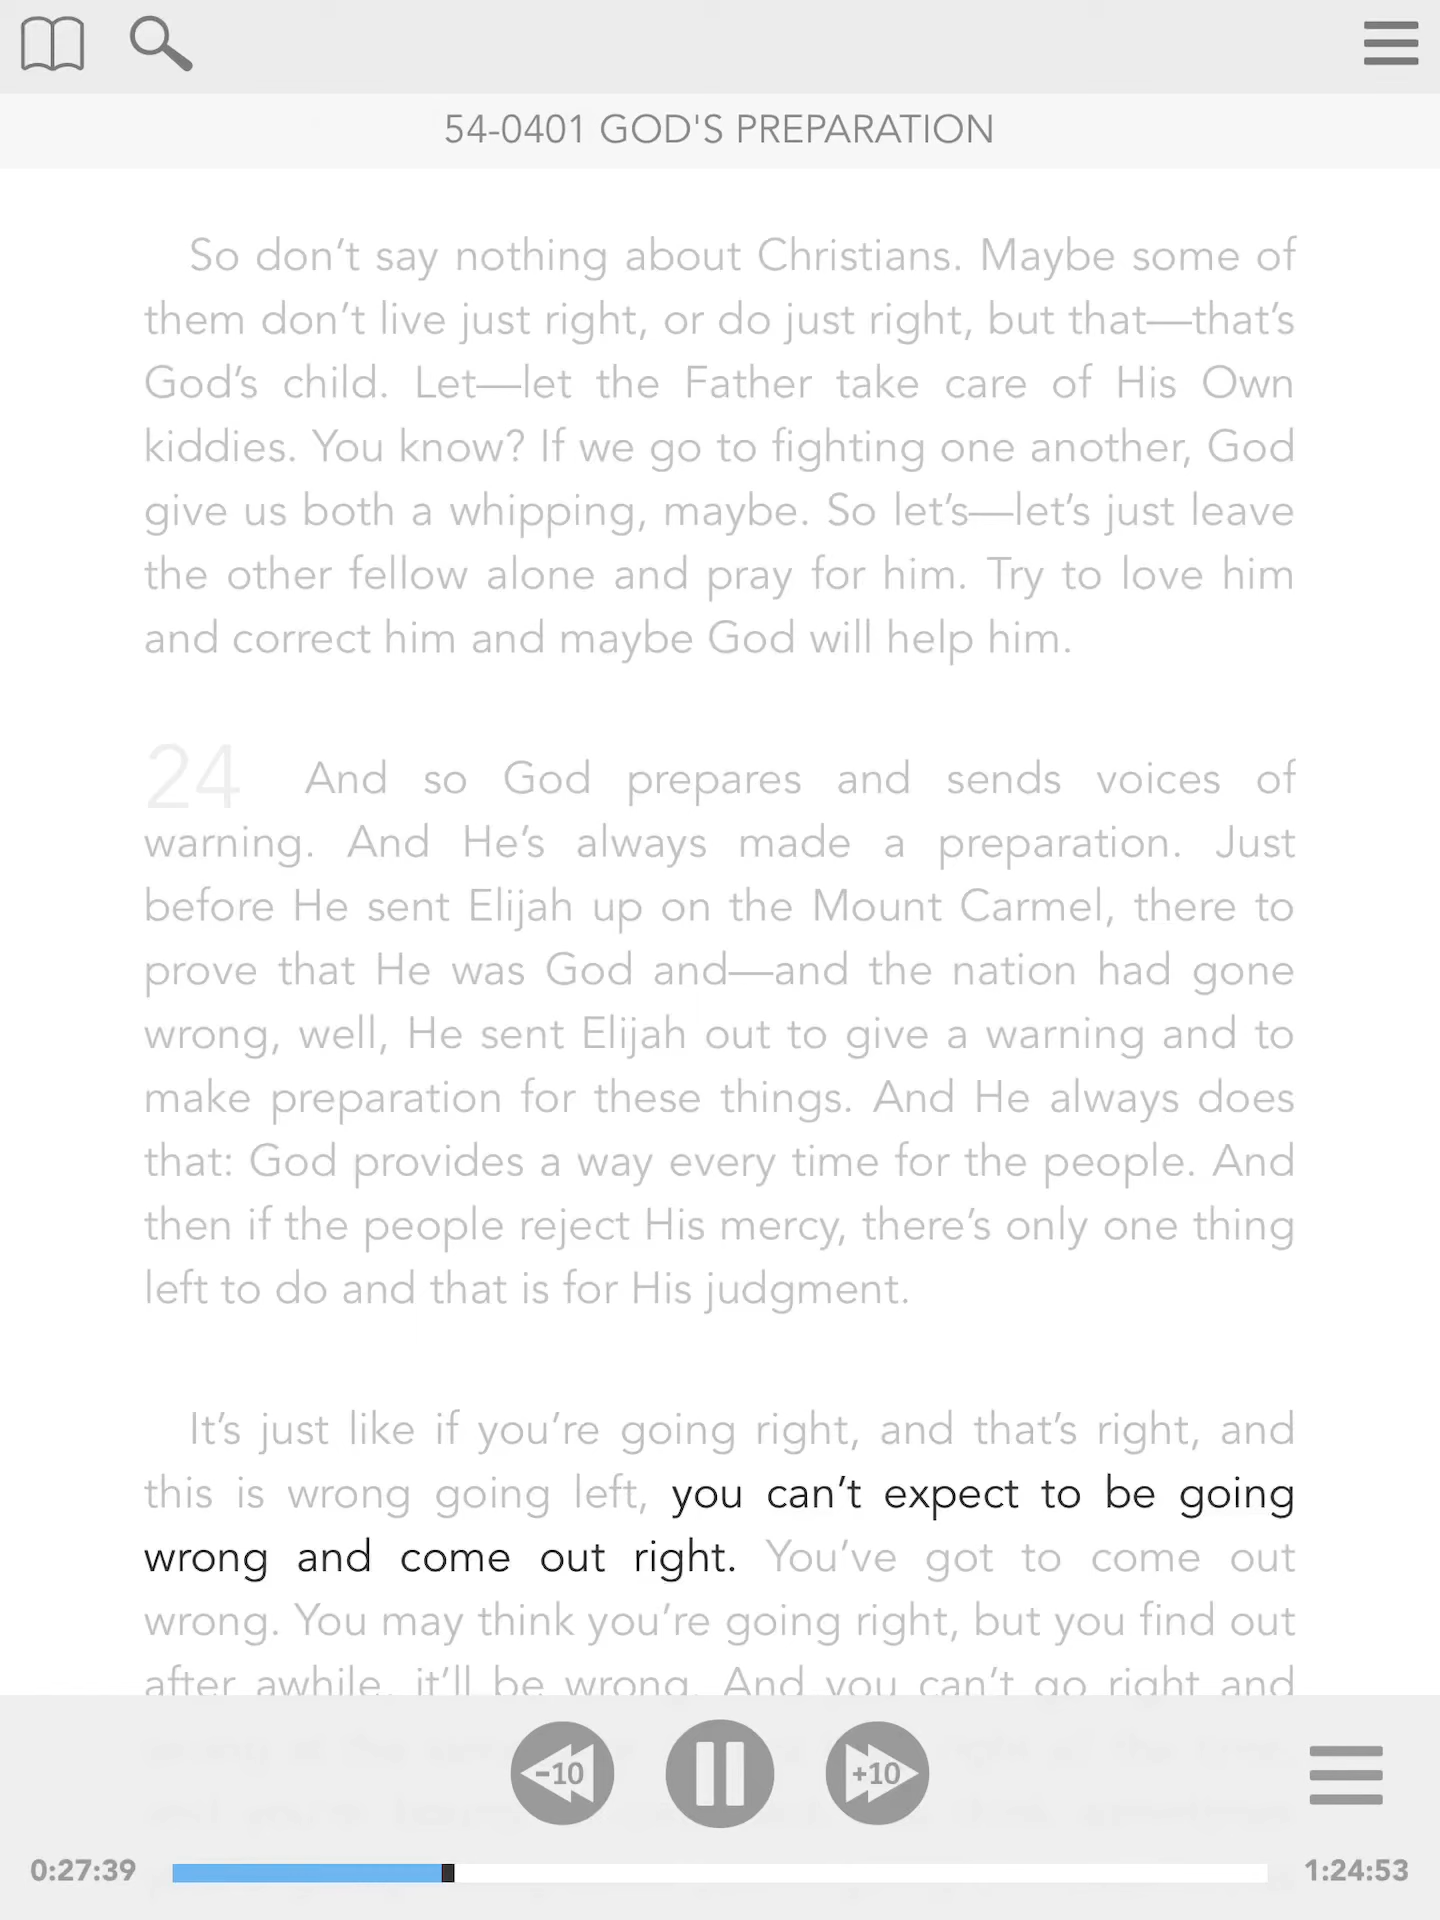 54-0401 GOD'S PREPARATION
So don’t say nothing about Christians. Maybe some of
them don’t live just right, or do just right, but that—that’s
God’s child. Let—let the Father take care of His Own
kiddies. You know? If we go to fighting one another, God
give us both a whipping, maybe. So let’s—let’s just leave
the other fellow alone and pray for him. Try to love him
and correct him and maybe God will help him.
24 And so God prepares and sends voices of
warning. And He’s always made a preparation. Just
before He sent Elijah up on the Mount Carmel, there to
prove that He was God and—and the nation had gone
wrong, well, He sent Elijah out to give a warning and to
make preparation for these things. And He always does
that: God provides a way every time for the people. And
then if the people reject His mercy, there’s only one thing
left to do and that is for His judgment.
It’s just like if you’re going right, and that’s right, and
this is wrong going left, you can’t expect to be going
wrong and come out right. You’ve got to come out
wrong. You may think you’re going right, but you find out
after awhile, it’ll be wrong. And you can’t go right and
-10 +10
0:27:39 1:24:53